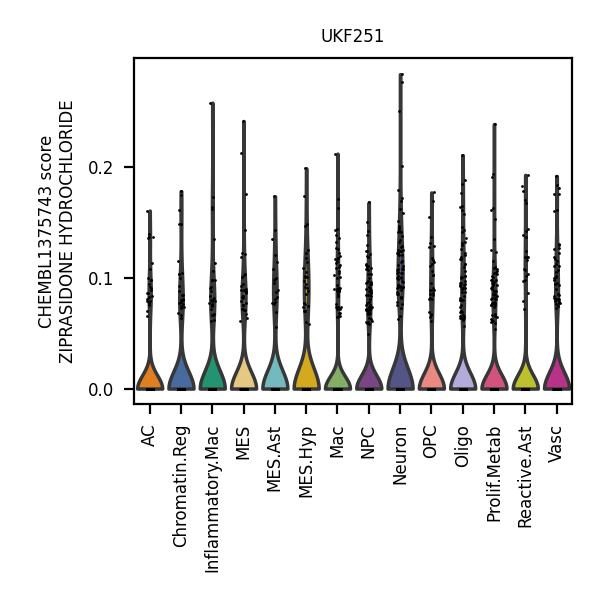 UKF251
CHEMBL1375743 score
ZIPRASIDONE HYDROCHLORIDE
0.2
0.1
0.0
AC
Chromatin.Reg
Inflammatory.Mac
MES
MES.Ast
MES.Hyp
Mac
NPC
Neuron
OPC
Oligo
Prolif.Metab
Reactive.Ast
Vasc